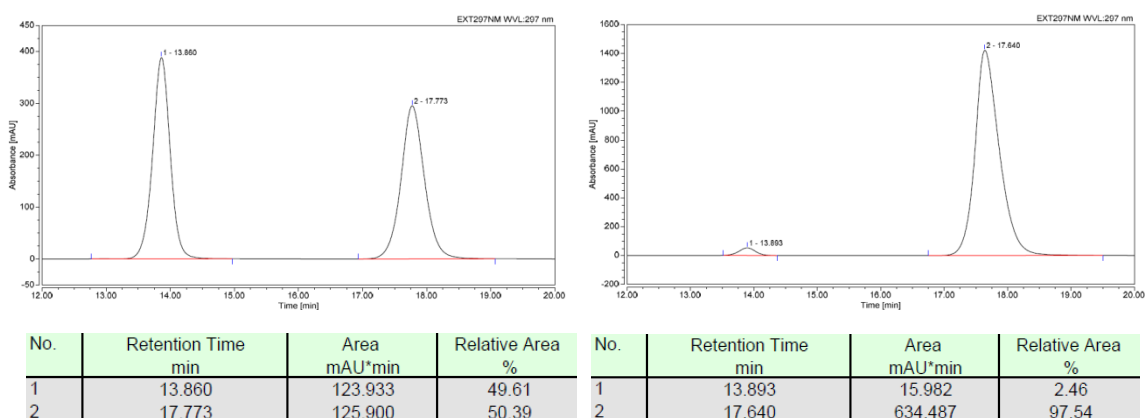 EXT297NM WVL:297 nm
Absorbance [mAU]
450
400
300
200
100
0
-50
1 - 13.860
2 - 17.773
12.00 13.00 14.00 15.00 16.00 17.00 18.00 19.00 20.00
Time [min]
EXT297NM WVL:297 nm
Absorbance [mAU]
1600
1400
1200
1000
800
600
400
200
0
-200
1 - 13.893
2 - 17.640
12.00 13.00 14.00 15.00 16.00 17.00 18.00 19.00 20.00
Time [min]
No. Retention Time Area Relative Area
min mAU*min %
1 13.860 123.933 49.61
2 17.773 125.900 50.39
No. Retention Time Area Relative Area
min mAU*min %
1 13.893 15.982 2.46
2 17.640 634.487 97.54